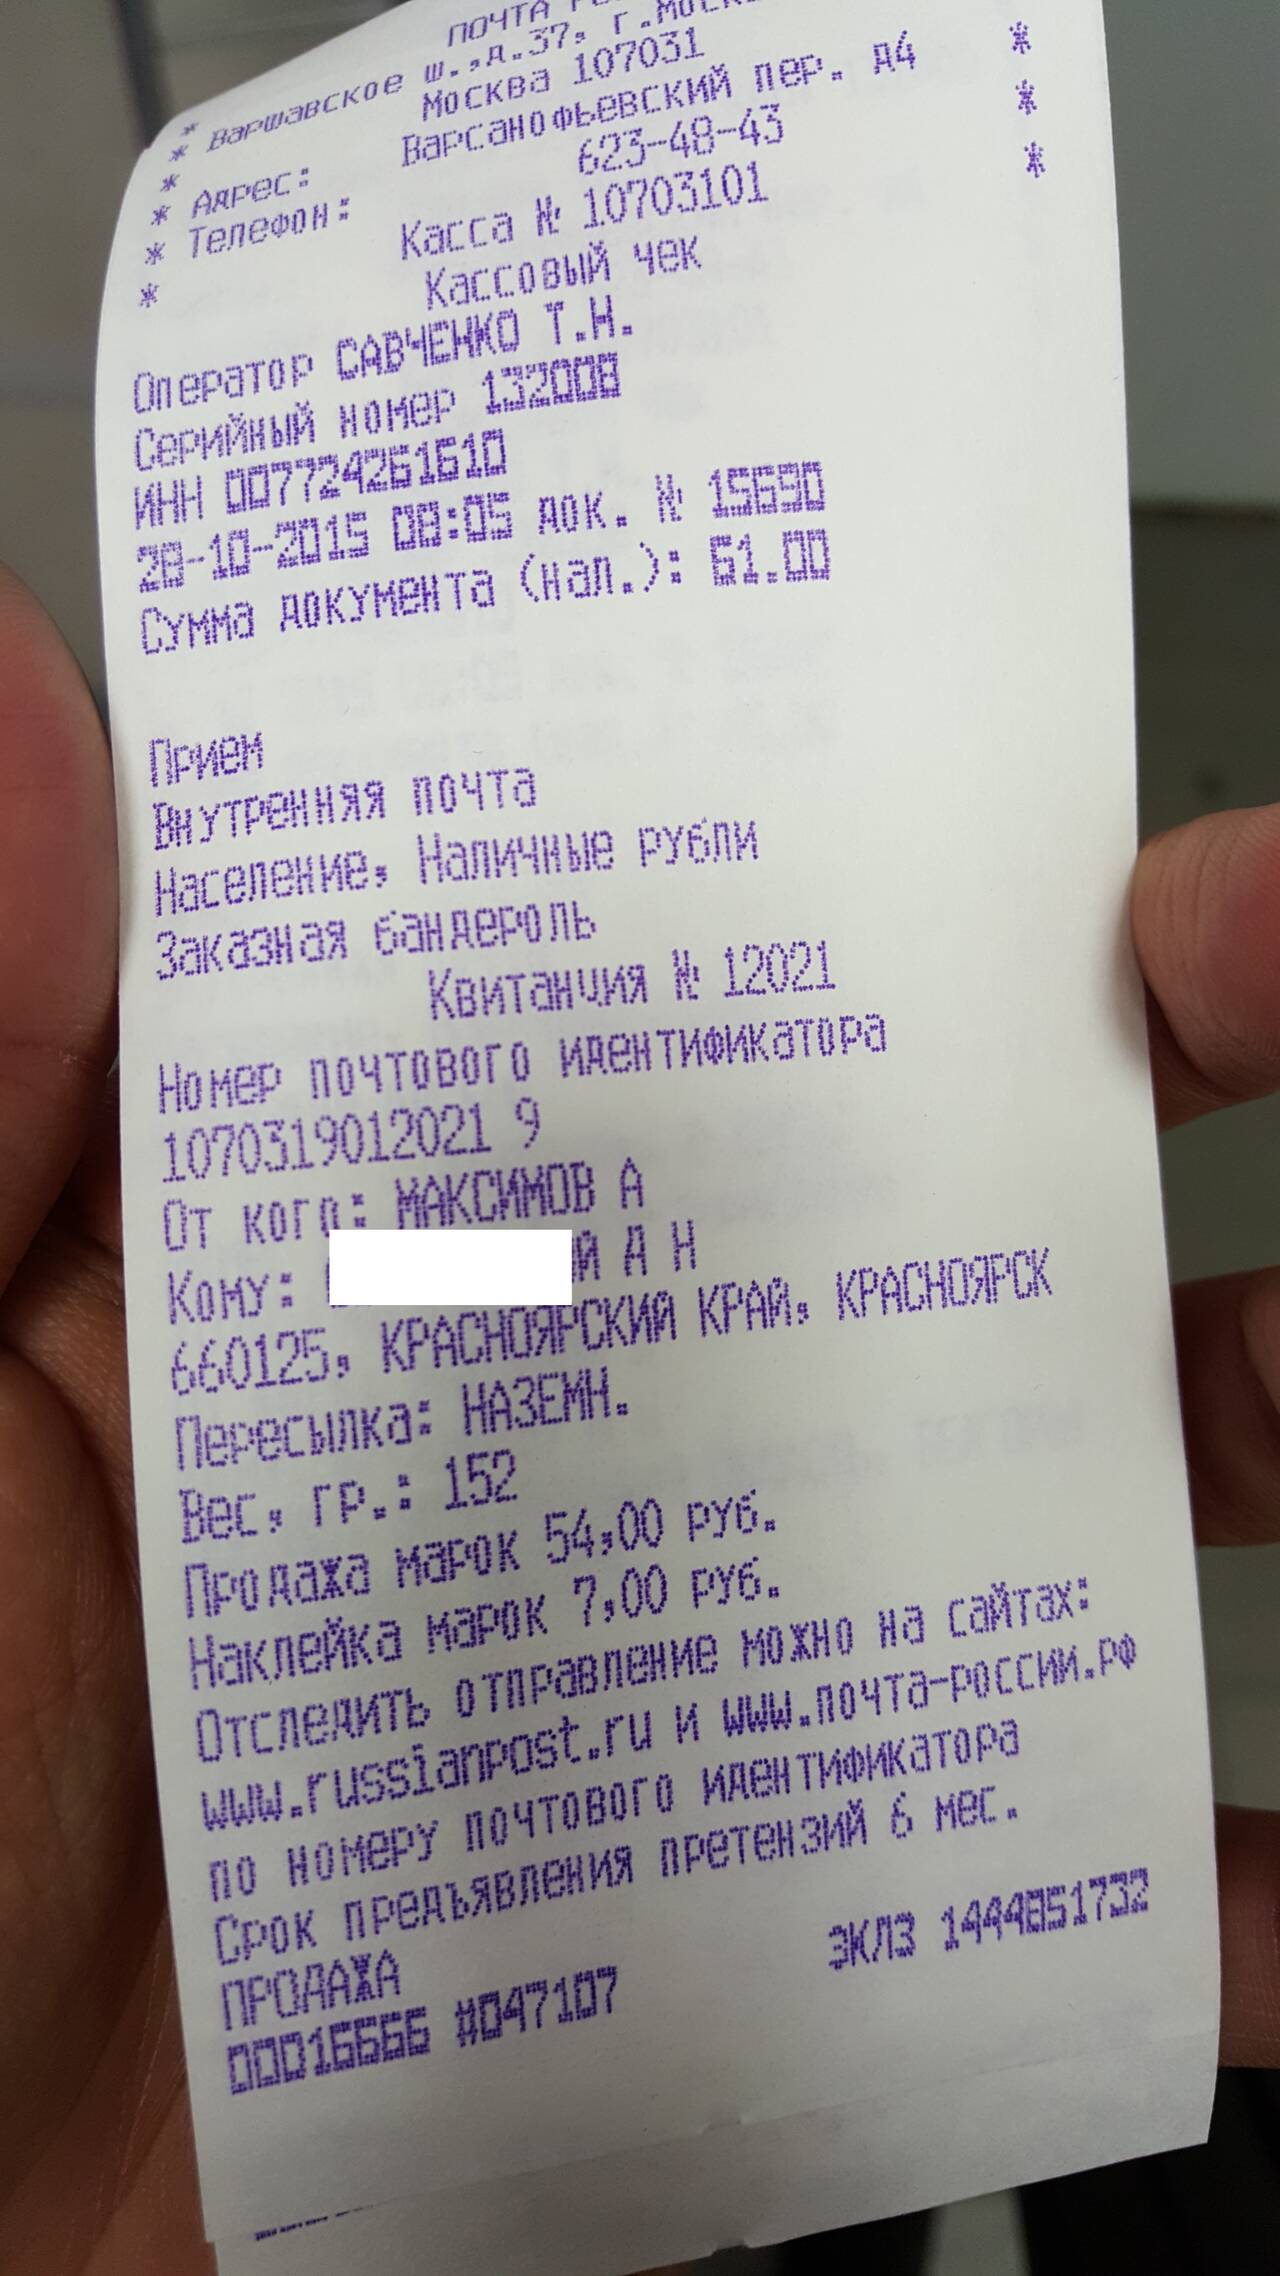 ПОЧТА
* Варшавское ш.,д.37, г.Москва
* Москва 107031 *
* Адрес: Варсанофьевский пер. д4 *
* Телефон: 623-48-43 *
* Касса № 10703101
Кассовый чек
Оператор САВЧЕНКО Т.Н.
Серийный номер 132008
ИНН 007724261610
28-10-2015 08:05 док. № 15690
Сумма документа (нал.): 61.00
Прием
Внутренняя почта
Население, Наличные рубли
Заказная бандероль
Квитанция № 12021
Номер почтового идентификатора
1070319012021 9
От кого: МАКСИМОВ А
Кому: Й А Н
660125, КРАСНОЯРСКИЙ КРАЙ, КРАСНОЯРСК
Пересылка: НАЗЕМН.
Вес, гр.: 152
Продажа марок 54,00 руб.
Наклейка марок 7,00 руб.
Отследить отправление можно на сайтах:
www.russianpost.ru и www.почта-россии.рф
по номеру почтового идентификатора
Срок предъявления претензий 6 мес.
ПРОДАЖА ЭКЛЗ 1444851732
00016666 #047107